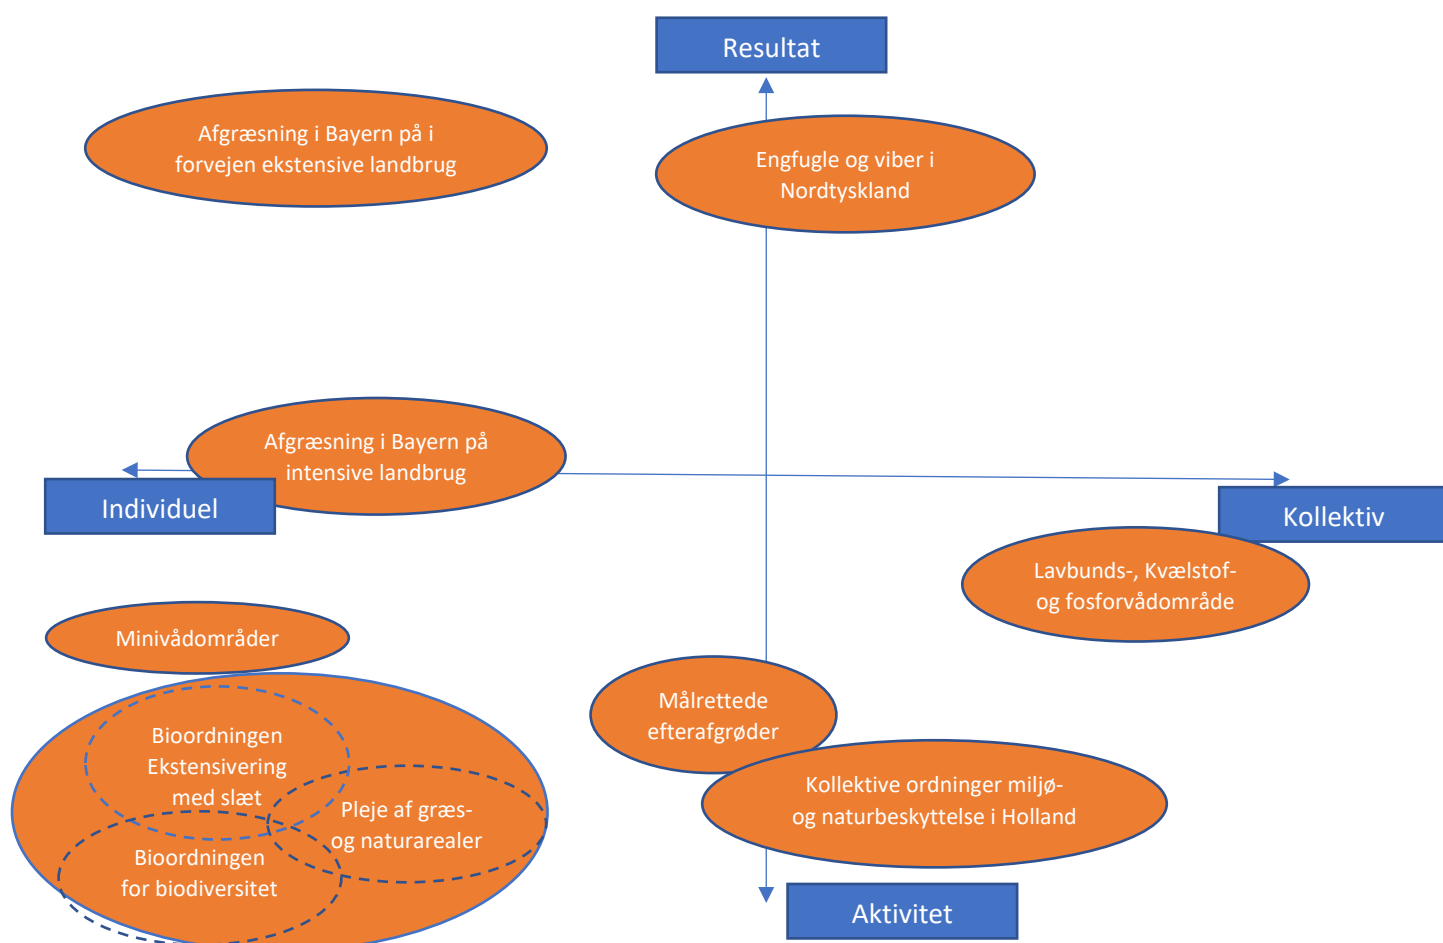 Resultat
Afgræsning i Bayern på i
forvejen ekstensive landbrug
Engfugle og viber i
Nordtyskland
Afgræsning i Bayern på
intensive landbrug
Individuel
Kollektiv
Lavbunds-, Kvælstof-
og fosforvådområde
Minivådområder
Målrettede
efterafgrøder
Bioordningen
Ekstensivering
med slæt
Pleje af græs-
og naturarealer
Kollektive ordninger miljø-
og naturbeskyttelse i Holland
Bioordningen
for biodiversitet
Aktivitet